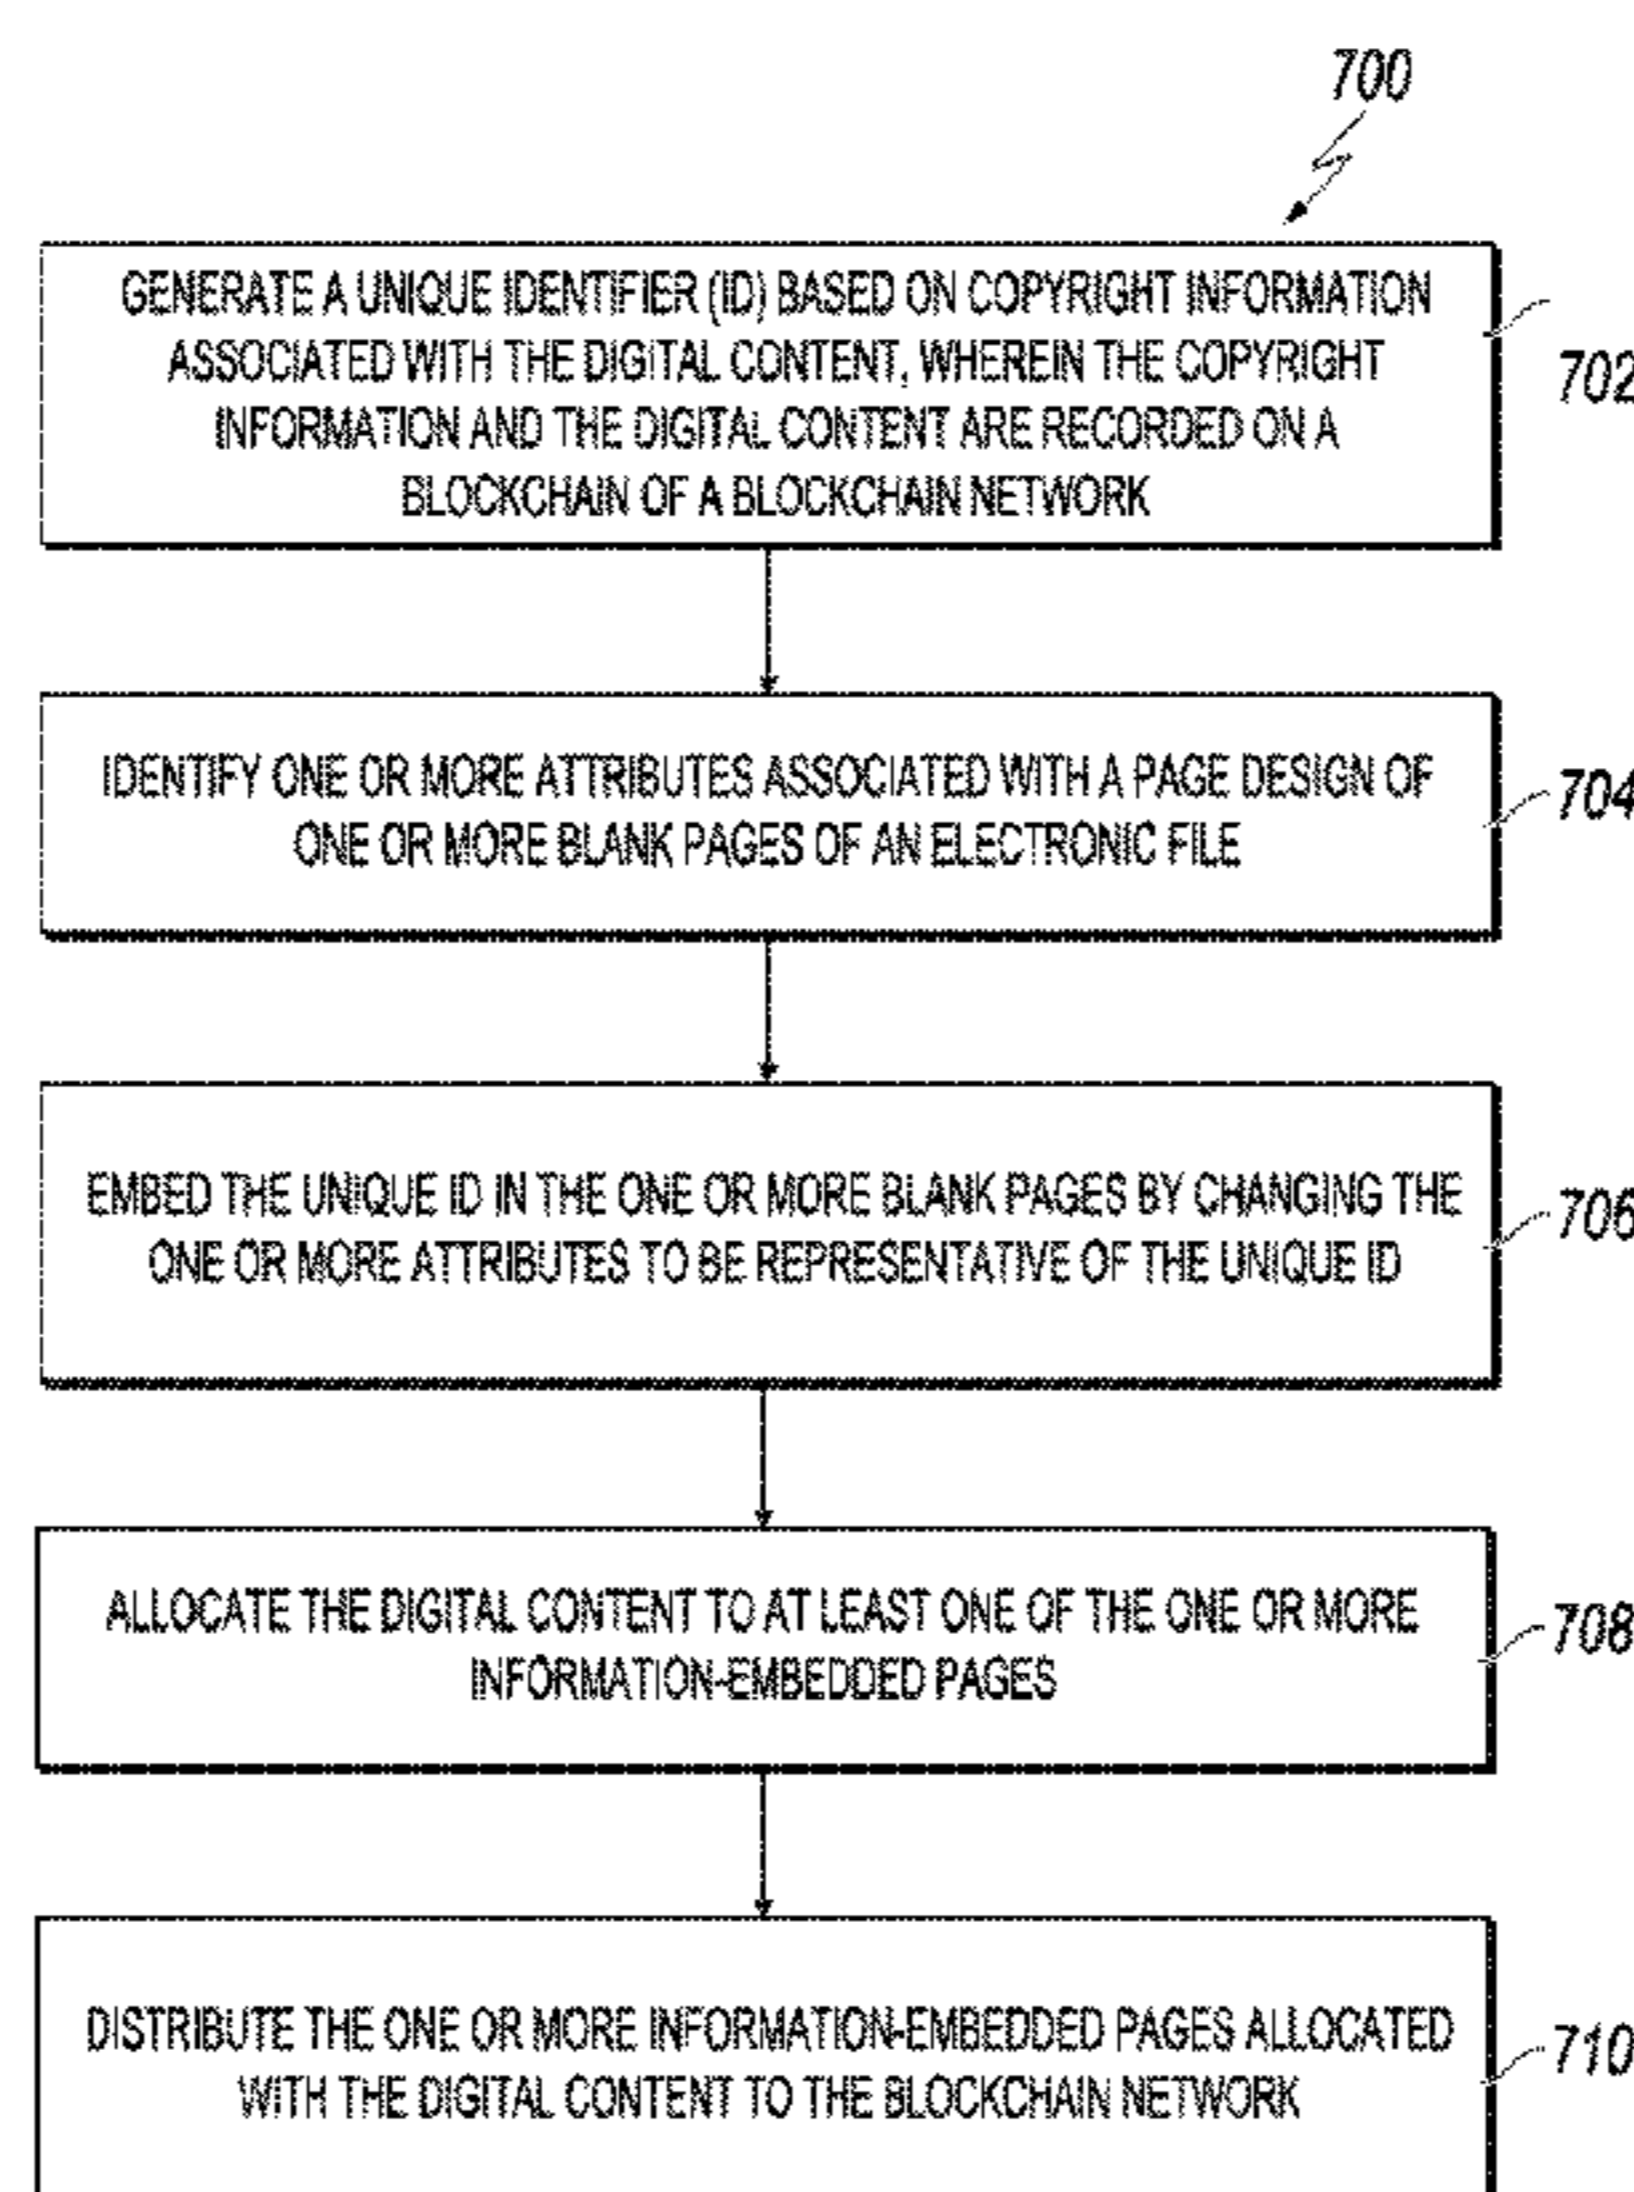 700
GENERATE A UNIQUE IDENTIFIER (ID) BASED ON COPYRIGHT INFORMATION
ASSOCIATED WITH THE DIGITAL CONTENT, WHEREIN THE COPYRIGHT
INFORMATION AND THE DIGITAL CONTENT ARE RECORDED ON A
BLOCKCHAIN OF A BLOCKCHAIN NETWORK
702
IDENTIFY ONE OR MORE ATTRIBUTES ASSOCIATED WITH A PAGE DESIGN OF
ONE OR MORE BLANK PAGES OF AN ELECTRONIC FILE
704
EMBED THE UNIQUE ID IN THE ONE OR MORE BLANK PAGES BY CHANGING THE
ONE OR MORE ATTRIBUTES TO BE REPRESENTATIVE OF THE UNIQUE ID
706
ALLOCATE THE DIGITAL CONTENT TO AT LEAST ONE OF THE ONE OR MORE
INFORMATION-EMBEDDED PAGES
708
DISTRIBUTE THE ONE OR MORE INFORMATION-EMBEDDED PAGES ALLOCATED
WITH THE DIGITAL CONTENT TO THE BLOCKCHAIN NETWORK
710